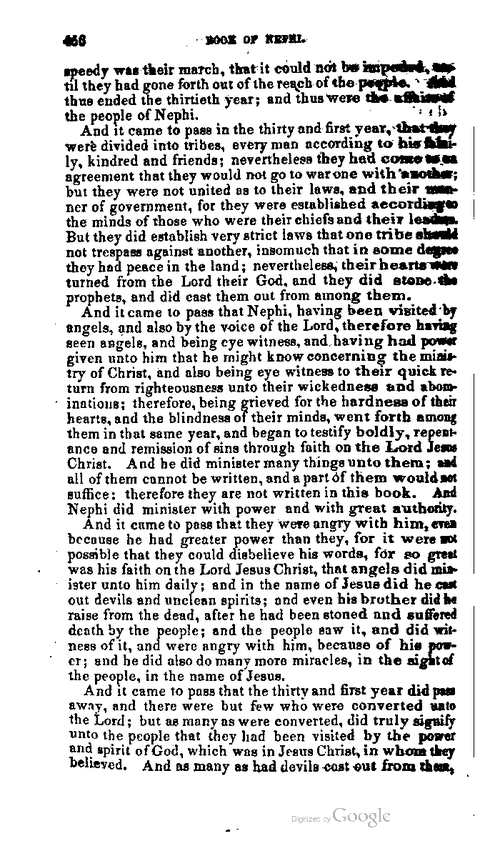 456 BOOK OF NEPHI.
speedy was their march, that it could not be impeded, un-
til they had gone forth out of the reach of the people. And
thus ended the thirtieth year; and thus were the affairs of
the people of Nephi.
And it came to pass in the thirty and first year, that they
were divided into tribes, every man according to his fami-
ly, kindred and friends; nevertheless they had come to an
agreement that they would not go to war one with another;
but they were not united as to their laws, and their man-
ner of government, for they were established according to
the minds of those who were their chiefs and their leaders.
But they did establish very strict laws that one tribe should
not trespass against another, insomuch that in some degree
they had peace in the land; nevertheless, their hearts were
turned from the Lord their God, and they did stone the
prophets, and did cast them out from among them.
And it came to pass that Nephi, having been visited by
angels, and also by the voice of the Lord, therefore having
seen angels, and being eye witness, and having had power
given unto him that he might know concerning the minis-
try of Christ, and also being eye witness to their quick re-
turn from righteousness unto their wickedness and abom-
inations; therefore, being grieved for the hardness of their
hearts, and the blindness of their minds, went forth among
them in that same year, and began to testify boldly, repent-
ance and remission of sins through faith on the Lord Jesus
Christ. And he did minister many things unto them; and
all of them cannot be written, and a part of them would not
suffice: therefore they are not written in this book. And
Nephi did minister with power and with great authority.
And it came to pass that they were angry with him, even
because he had greater power than they, for it were not
possible that they could disbelieve his words, for so great
was his faith on the Lord Jesus Christ, that angels did min-
ister unto him daily; and in the name of Jesus did he cast
out devils and unclean spirits; and even his brother did he
raise from the dead, after he had been stoned and suffered
death by the people; and the people saw it, and did wit-
ness of it, and were angry with him, because of his pow-
er; and he did also do many more miracles, in the sight of
the people, in the name of Jesus.
And it came to pass that the thirty and first year did pass
away, and there were but few who were converted unto
the Lord; but as many as were converted, did truly signify
unto the people that they had been visited by the power
and spirit of God, which was in Jesus Christ, in whom they
believed. And as many as had devils cast out from them,
Digitized by Google